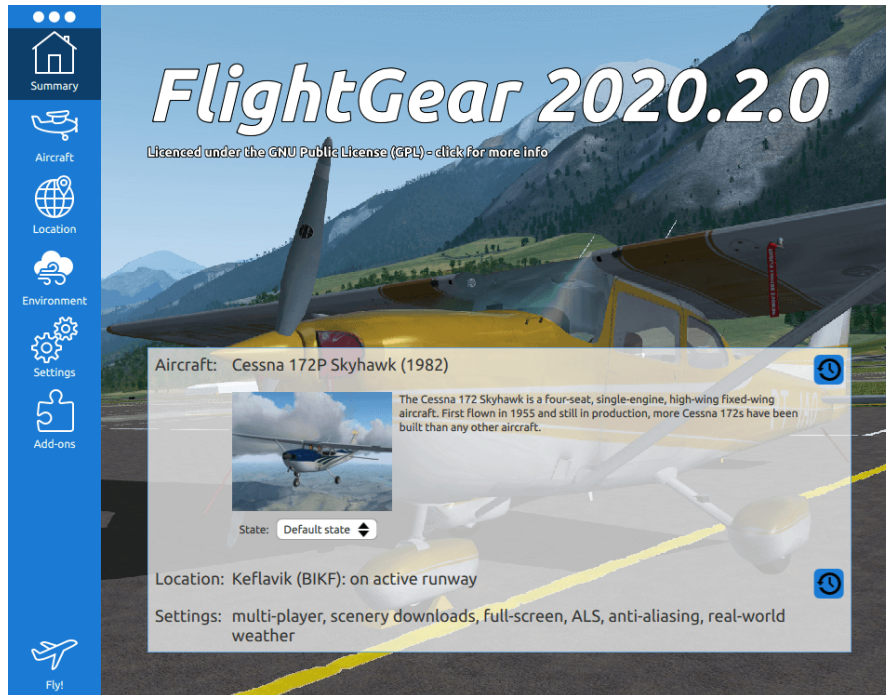 Summary
Aircraft
Location
Environment
Settings
Add-ons
Fly!
FlightGear 2020.2.0
Licenced under the GNU Public License (GPL) - click for more info
Aircraft: Cessna 172P Skyhawk (1982)
The Cessna 172 Skyhawk is a four-seat, single-engine, high-wing fixed-wing
aircraft. First flown in 1955 and still in production, more Cessna 172s have been
built than any other aircraft.
State: Default state
Location: Keflavik (BIKF): on active runway
Settings: multi-player, scenery downloads, full-screen, ALS, anti-aliasing, real-world
weather